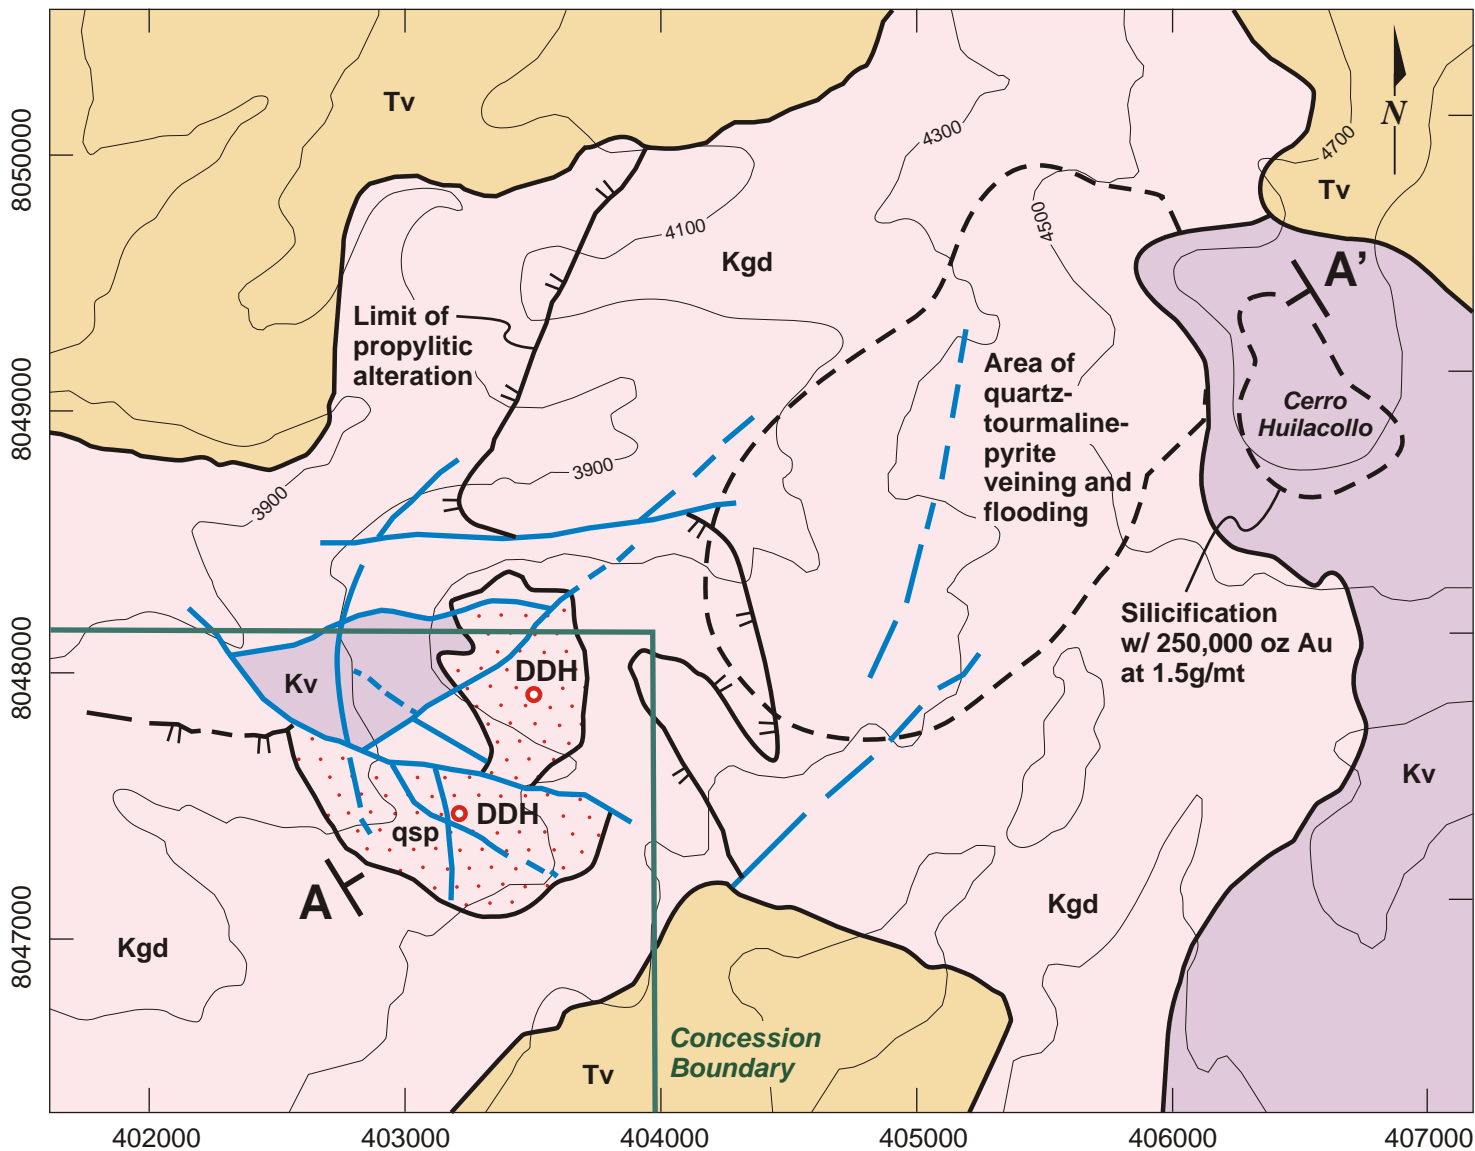 Tv
4300
4700
N
Tv
8050000
4100
4500
Kgd
A’
Limit of
propylitic
alteration
Area of
quartz-
tourmaline-
pyrite
veining and
flooding
Cerro
Huilacollo
8049000
3900
3900
Silicification
w/ 250,000 oz Au
at 1.5g/mt
8048000
Kv
DDH
Kv
DDH
qsp
A
Kgd
Kgd
8047000
Concession
Boundary
Tv
402000
403000
404000
405000
406000
407000